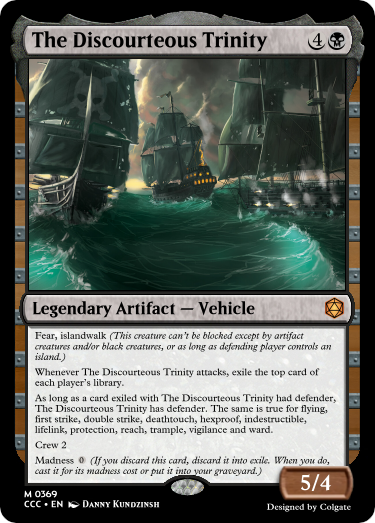 The Discourteous Trinity 4
Legendary Artifact — Vehicle
Fear, islandwalk (This creature can't be blocked except by artifact
creatures and/or black creatures, or as long as defending player controls an
island.)
Whenever The Discourteous Trinity attacks, exile the top card of
each player's library.
As long as a card exiled with The Discourteous Trinity had defender,
The Discourteous Trinity has defender. The same is true for flying,
first strike, double strike, deathtouch, hexproof, indestructible,
lifelink, protection, reach, trample, vigilance and ward.
Crew 2
Madness (If you discard this card, discard it into exile. When you do,
cast it for its madness cost or put it into your graveyard.)
5/4
M 0369
CCC • EN Danny Kundzinsh
Designed by Colgate